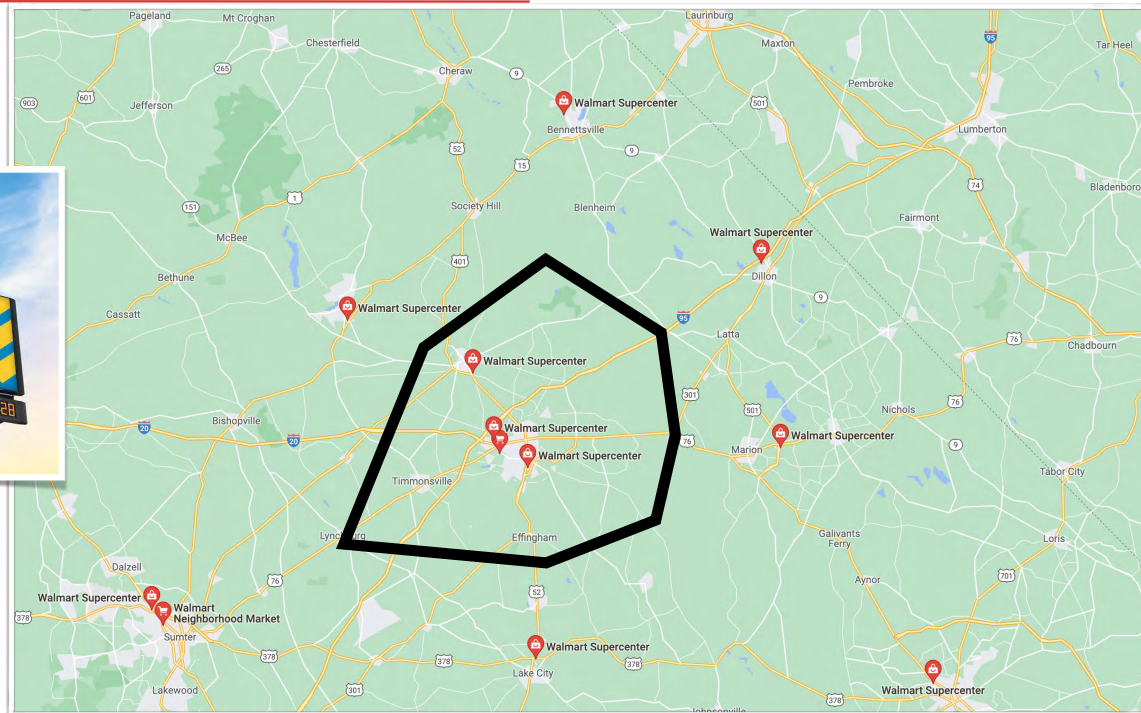 Pageland
Mt Croghan
Laurinburg
Chesterfield
Maxton
95
Tar Heel
Cheraw
265
9
Pembroke
903
601
Jefferson
Walmart Supercenter
501
Bennettsville
Lumberton
52
9
15
74
Bladenboro
151
1
Society Hill
Blenheim
Fairmont
McBee
Walmart Supercenter
401
Bethune
Dillon
9
Cassatt
Walmart Supercenter
95
Latta
76
Chadbourn
Walmart Supercenter
301
76
28
501
Nichols
Bishopville
20
20
Walmart Supercenter
76
Walmart Supercenter
9
Marion
Walmart Supercenter
Tabor City
Timmonsville
Effingham
Galivants
Ferry
Loris
Dalzell
76
Aynor
701
52
Walmart Supercenter
Walmart
Neighborhood Market
378
Sumter
Walmart Supercenter
378
378
378
Lake City
Lakewood
301
Walmart Supercenter
378